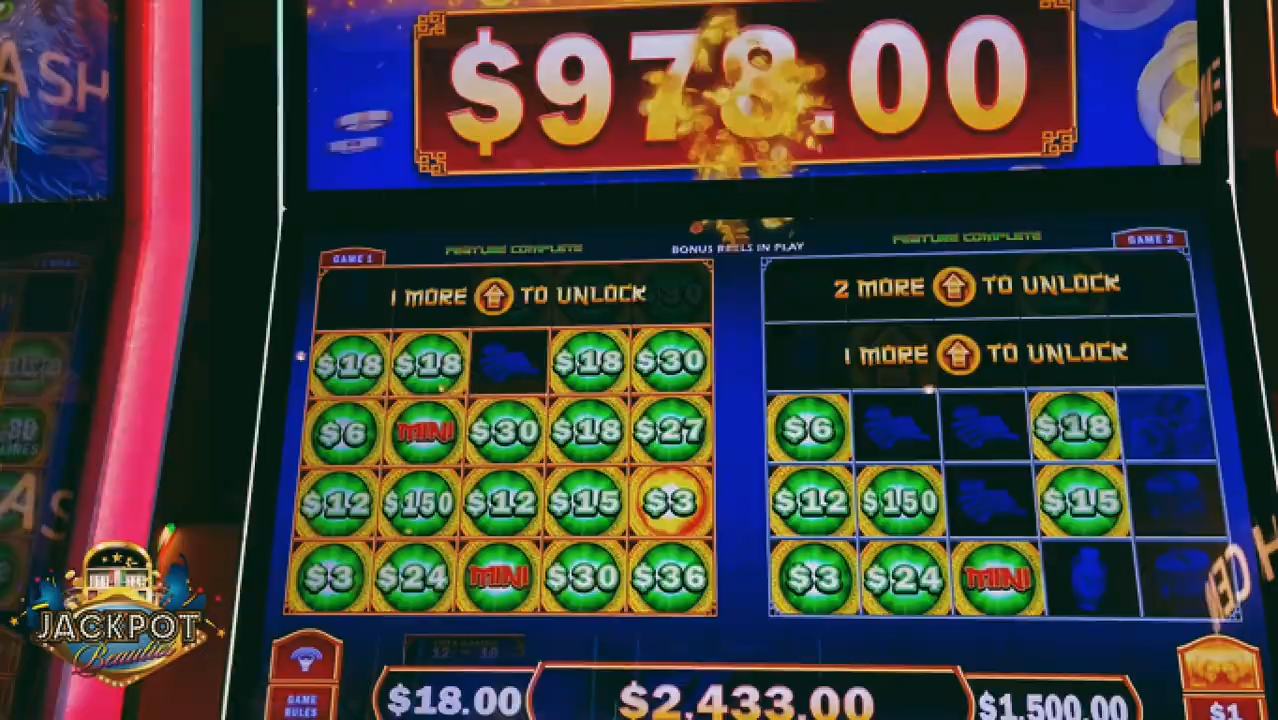 ASH
$978.00
FEATURE COMPLETE
BONUS REELS IN PLAY
FEATURE COMPLETE
GAME 1
GAME 2
1 MORE TO UNLOCK
2 MORE TO UNLOCK
1 MORE TO UNLOCK
$18 $18 $18 $30
$6 MINI $30 $18 $27
$6 $18
$12 $150 $12 $15 $3
$12 $150 $15
$3 $24 MINI $30 $36
$3 $24 MINI
JACKPOT
Beauties
GAME
RULES
$18.00
$2,433.00
$1,500.00
$1